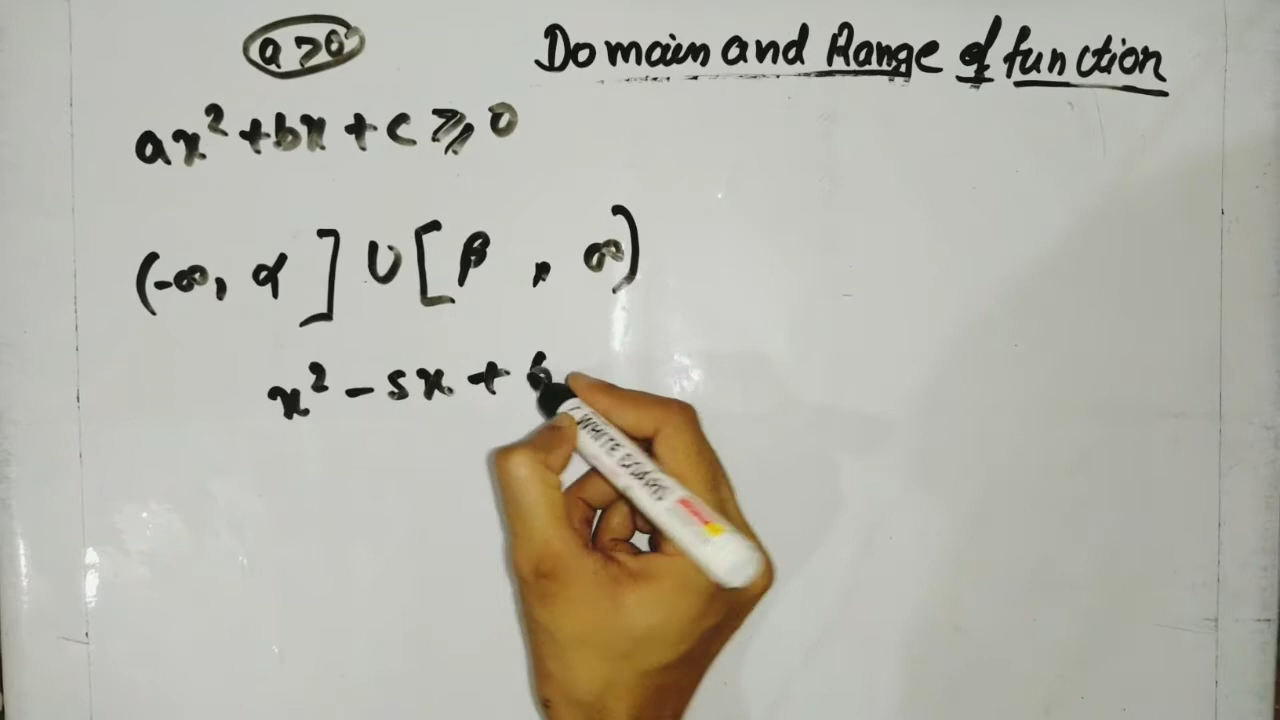 a > 0
Domain and Range of function
ax² + bx + c ⩾ 0
(-∞, α] ∪ [β, ∞)
x² - 5x + 6
WHITE BOARD